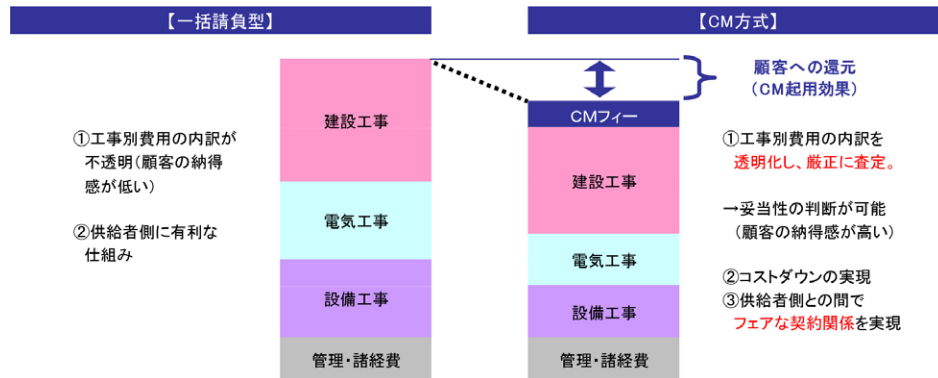 【一括請負型】
①工事別費用の内訳が
不透明(顧客の納得
感が低い)
②供給者側に有利な
仕組み
建設工事
電気工事
設備工事
管理・諸経費
【CM方式】
CMフィー
建設工事
電気工事
設備工事
管理・諸経費
顧客への還元
(CM起用効果)
①工事別費用の内訳を
透明化し、厳正に査定。
→妥当性の判断が可能
(顧客の納得感が高い)
②コストダウンの実現
③供給者側との間で
フェアな契約関係を実現